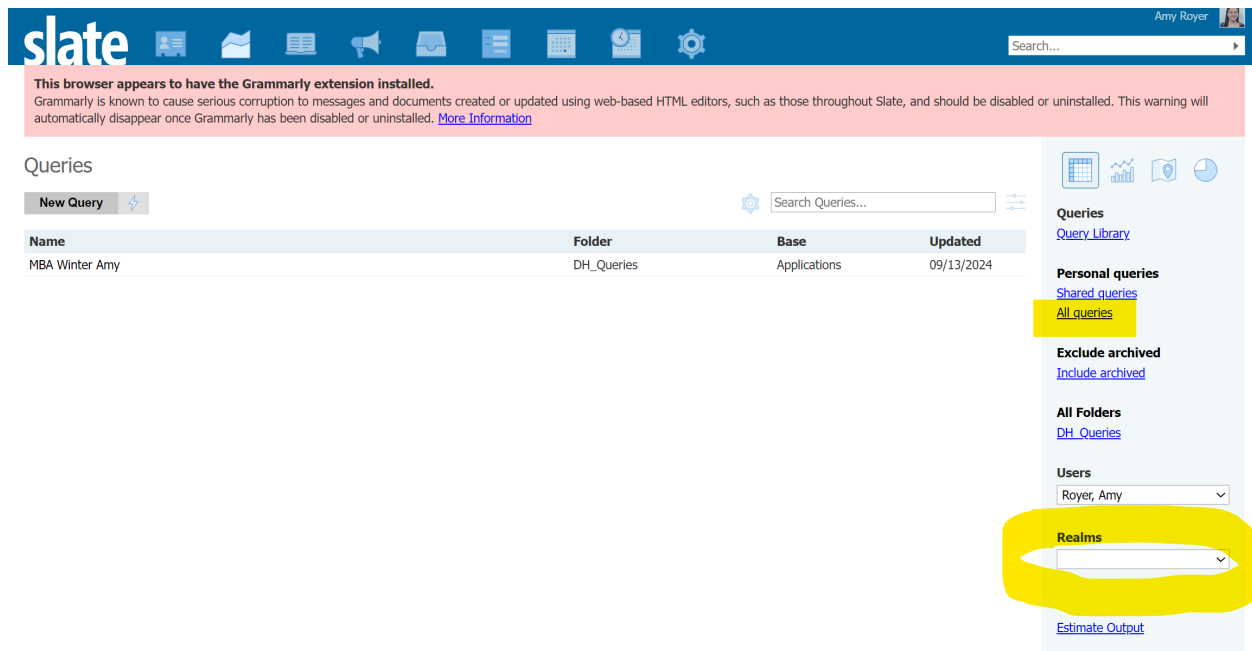 Amy Royer
slate
Search...
This browser appears to have the Grammarly extension installed.
Grammarly is known to cause serious corruption to messages and documents created or updated using web-based HTML editors, such as those throughout Slate, and should be disabled or uninstalled. This warning will
automatically disappear once Grammarly has been disabled or uninstalled. More Information
Queries
New Query
Search Queries...
Name Folder Base Updated
MBA Winter Amy DH_Queries Applications 09/13/2024
Queries
Query Library
Personal queries
Shared queries
All queries
Exclude archived
Include archived
All Folders
DH_Queries
Users
Royer, Amy
Realms
Estimate Output